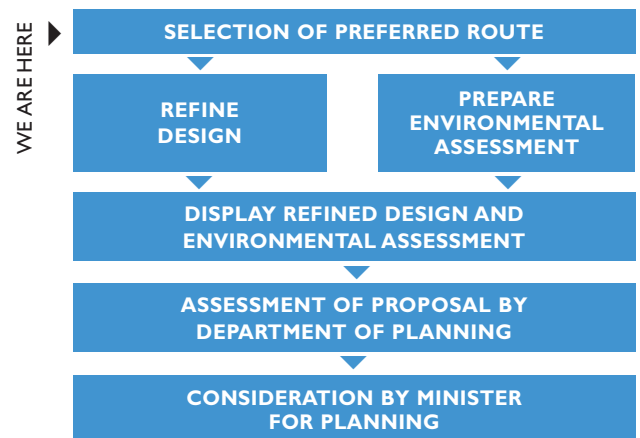 WE ARE HERE
SELECTION OF PREFERRED ROUTE
REFINE
DESIGN
PREPARE
ENVIRONMENTAL
ASSESSMENT
DISPLAY REFINED DESIGN AND
ENVIRONMENTAL ASSESSMENT
ASSESSMENT OF PROPOSAL BY
DEPARTMENT OF PLANNING
CONSIDERATION BY MINISTER
FOR PLANNING